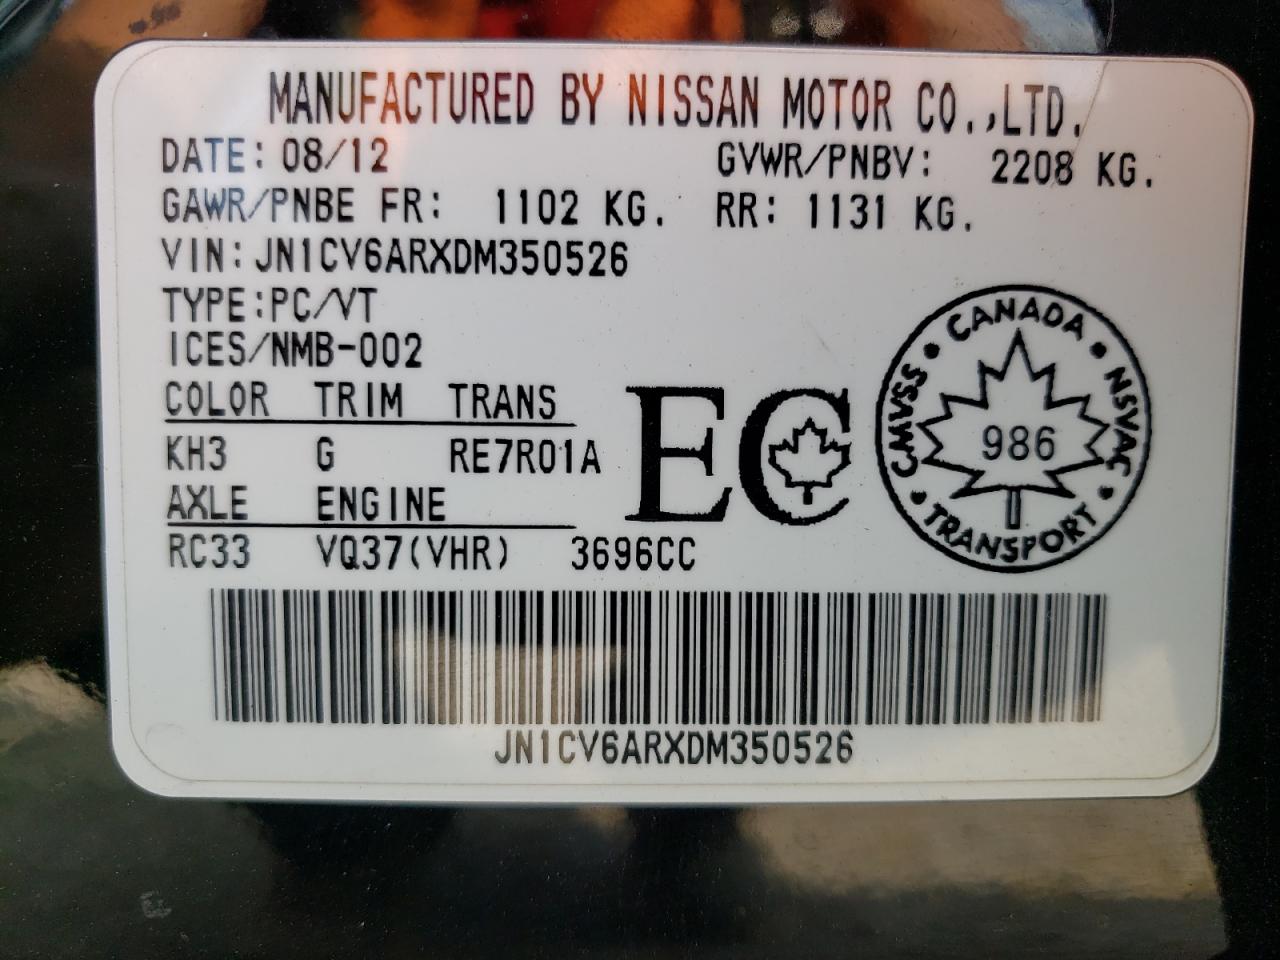 MANUFACTURED BY NISSAN MOTOR CO.,LTD.
DATE: 08/12 GVWR/PNBV: 2208 KG.
GAWR/PNBE FR: 1102 KG. RR: 1131 KG.
VIN: JN1CV6ARXDM350526
TYPE:PC/VT
ICES/NMB-002
COLOR TRIM TRANS
KH3 G RE7R01A
AXLE ENGINE
RC33 VQ37(VHR) 3696CC
EC
CANADA
CMVSS
NSVAC
986
TRANSPORT
JN1CV6ARXDM350526